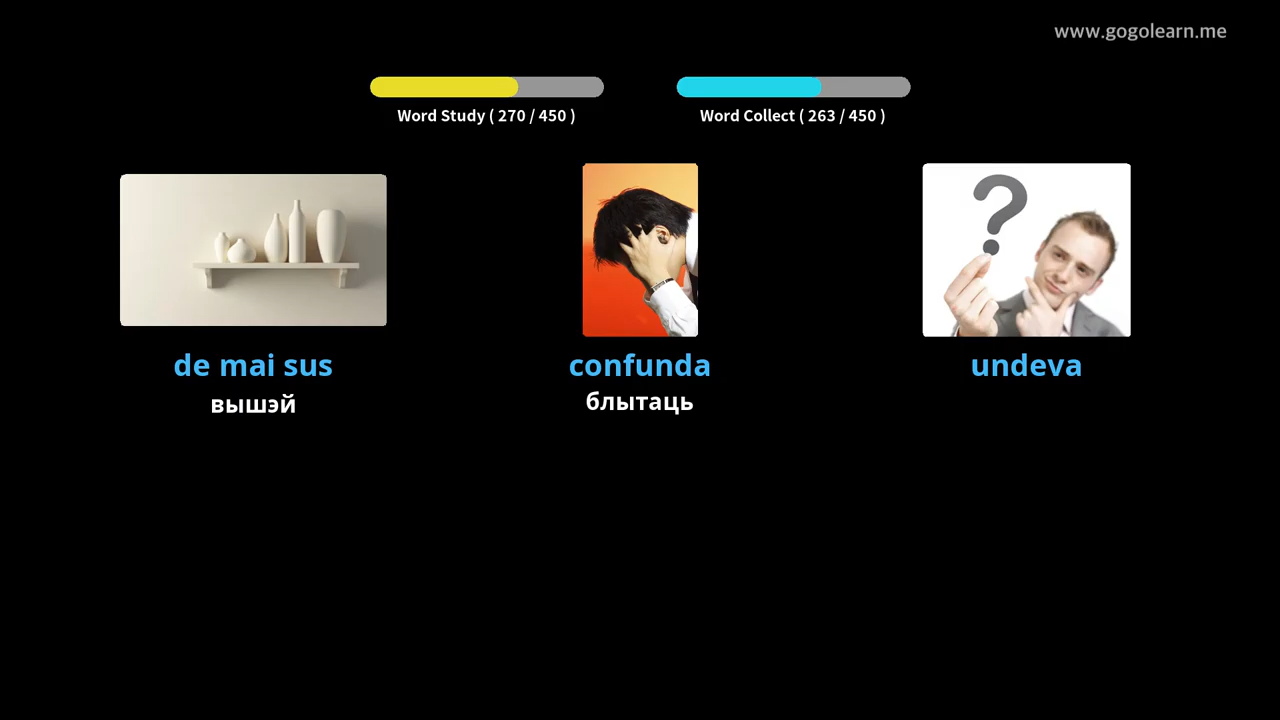 www.gogolearn.me
Word Study ( 270 / 450 )
Word Collect ( 263 / 450 )
de mai sus
вышэй
confunda
блытаць
undeva